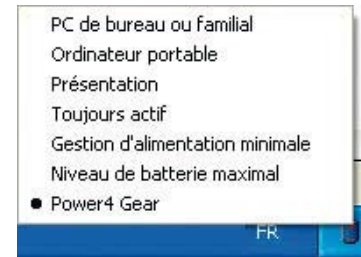 PC de bureau ou familial
Ordinateur portable
Présentation
Toujours actif
Gestion d'alimentation minimale
Niveau de batterie maximal
Power4 Gear
FR